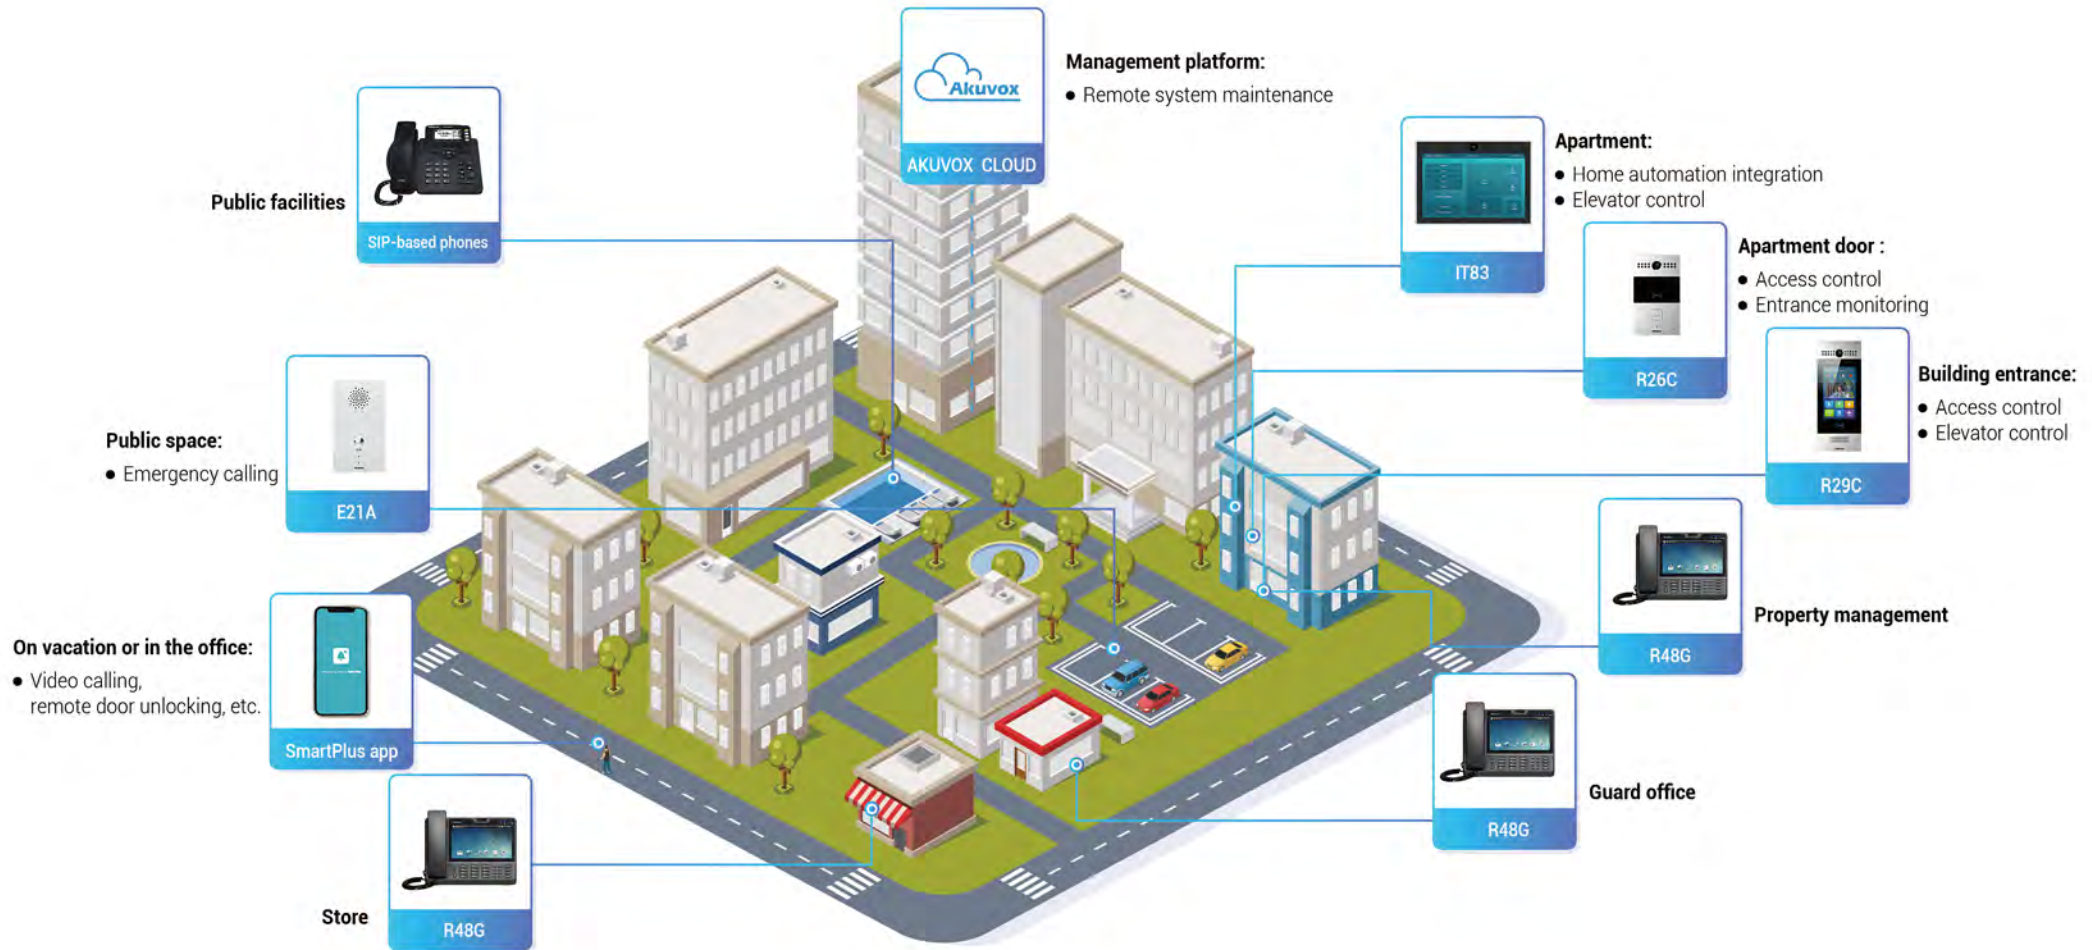 Akuvox
AKUVOX CLOUD
Management platform:
● Remote system maintenance
Public facilities
SIP-based phones
IT83
Apartment:
● Home automation integration
● Elevator control
R26C
Apartment door :
● Access control
● Entrance monitoring
R29C
Building entrance:
● Access control
● Elevator control
Public space:
● Emergency calling
E21A
R48G
Property management
On vacation or in the office:
● Video calling,
remote door unlocking, etc.
SmartPlus app
R48G
Guard office
Store
R48G